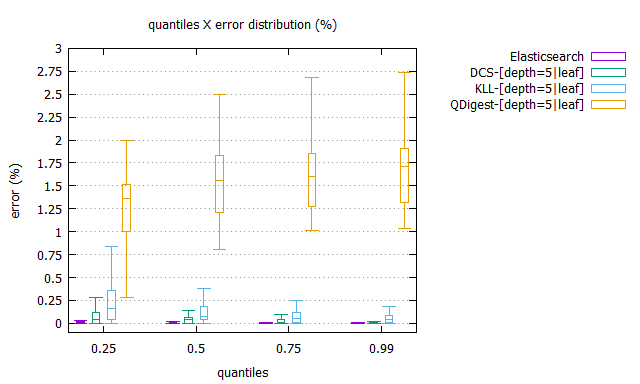 quantiles X error distribution (%)
Elasticsearch
DCS-[depth=5|leaf]
KLL-[depth=5|leaf]
QDigest-[depth=5|leaf]
error (%)
3
2.75
2.5
2.25
2
1.75
1.5
1.25
1
0.75
0.5
0.25
0
0.25 0.5 0.75 0.99
quantiles